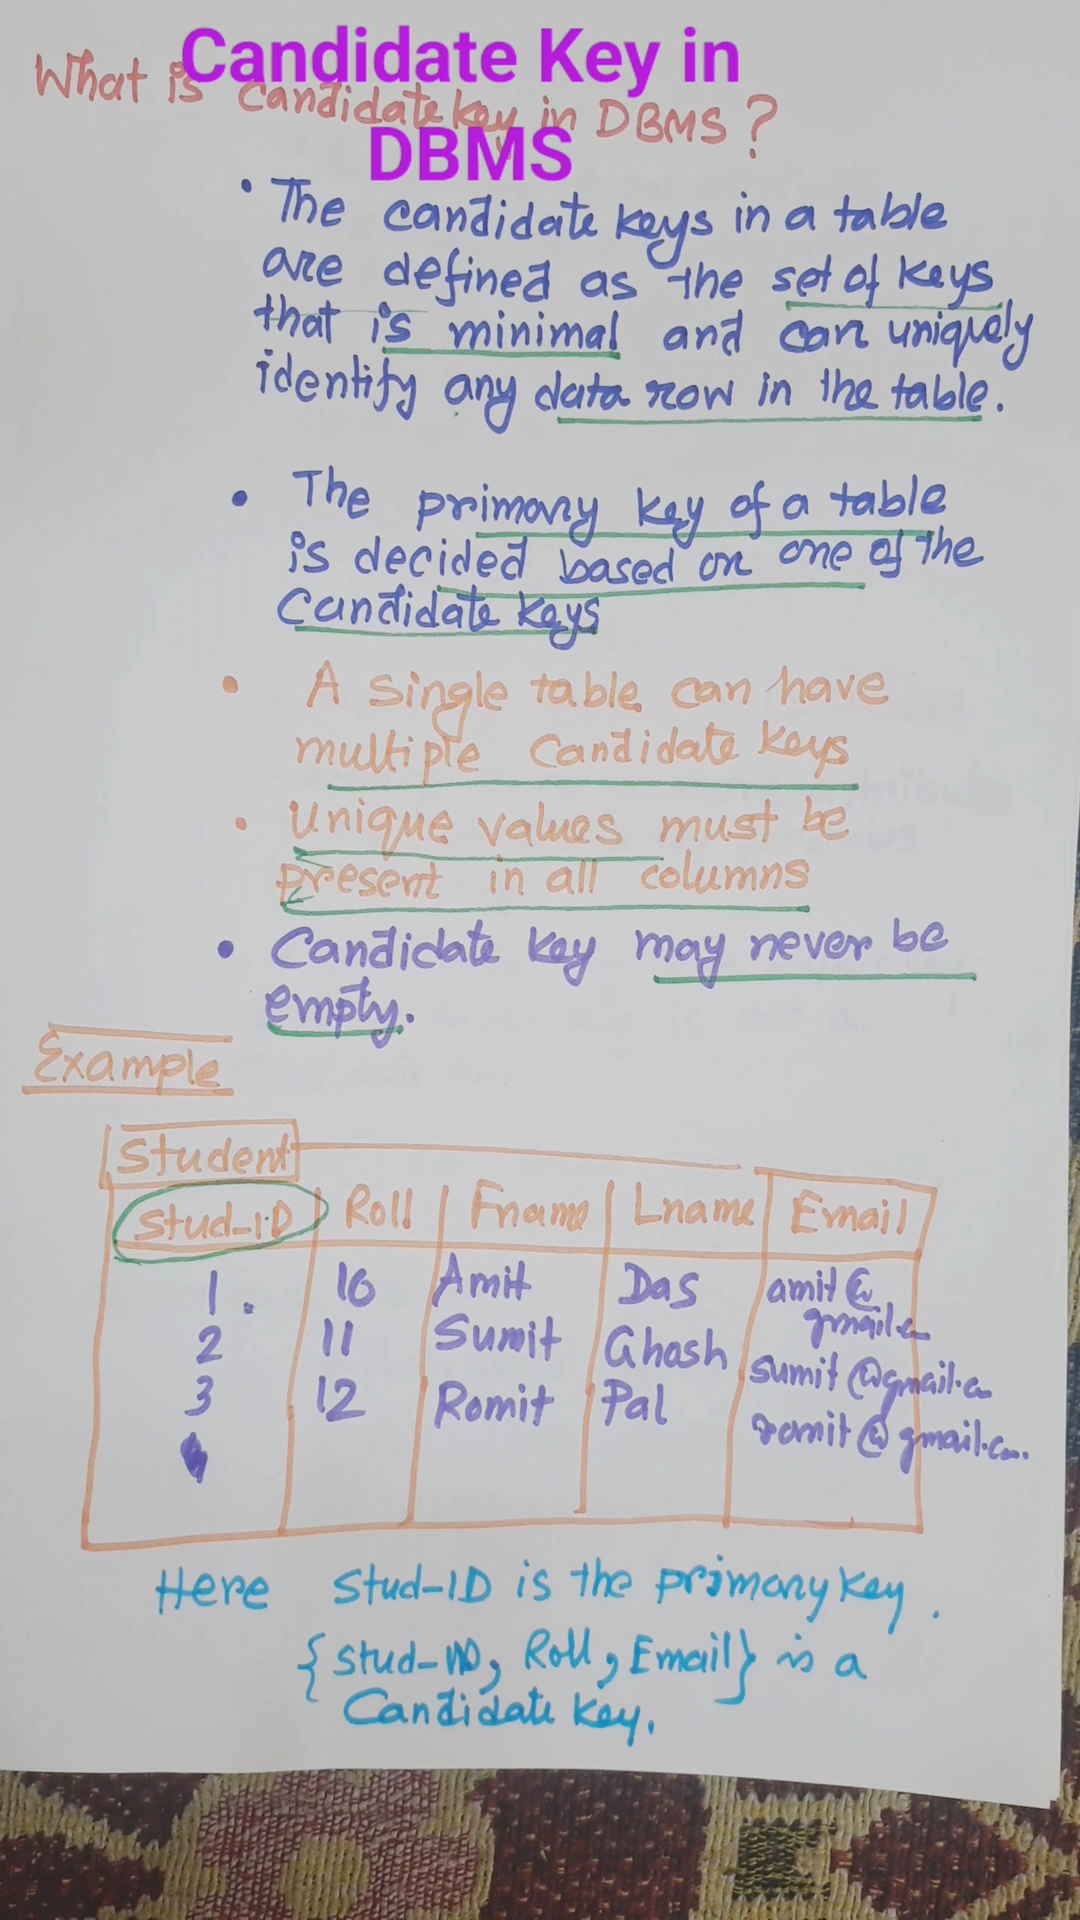 Candidate Key in
DBMS
What is Candidate key in DBMS?
• The candidate keys in a table
are defined as the set of keys
that is minimal and can uniquely
identify any data row in the table.
• The primary key of a table
is decided based on one of the
Candidate keys
• A single table can have
multiple Candidate keys
• Unique values must be
present in all columns
• Candidate key may never be
empty.
Example
Student
Stud-ID Roll Fname Lname Email
1 10 Amit Das amit@
gmail.
2 11 Sumit Ghosh sumit@gmail.
3 12 Romit Pal romit@gmail.
Here Stud-ID is the primary key.
{Stud-ID, Roll, Email} is a
Candidate key.